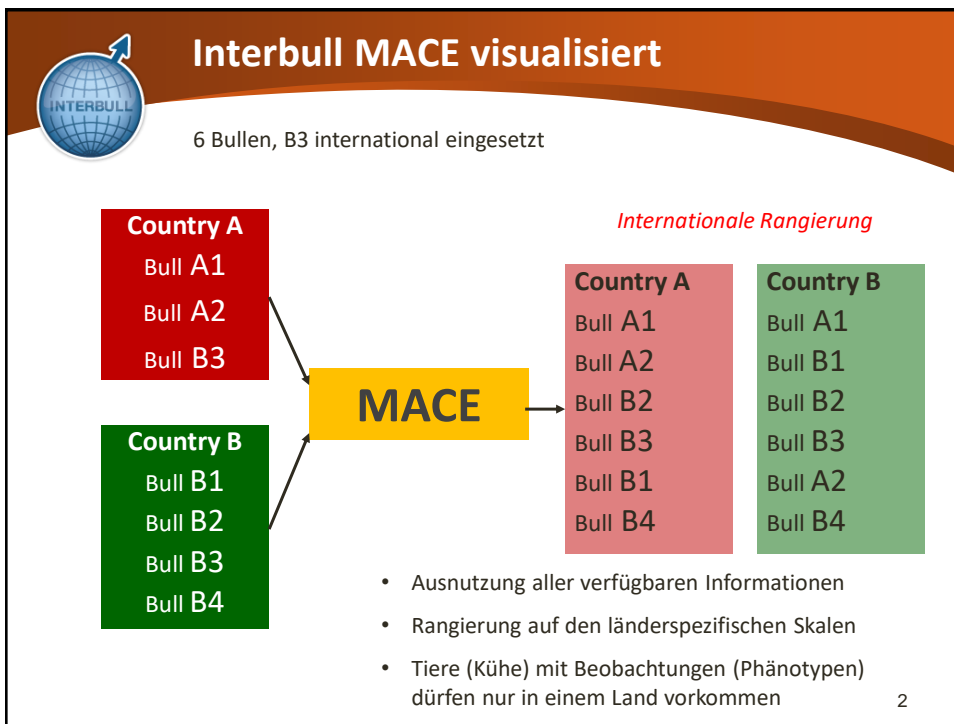 Interbull MACE visualisiert
INTERBULL
6 Bullen, B3 international eingesetzt
Country A
Bull A1
Bull A2
Bull B3
Country B
Bull B1
Bull B2
Bull B3
Bull B4
MACE
Internationale Rangierung
Country A
Bull A1
Bull A2
Bull B2
Bull B3
Bull B1
Bull B4
Country B
Bull A1
Bull B1
Bull B2
Bull B3
Bull A2
Bull B4
• Ausnutzung aller verfügbaren Informationen
• Rangierung auf den länderspezifischen Skalen
• Tiere (Kühe) mit Beobachtungen (Phänotypen)
dürfen nur in einem Land vorkommen
2